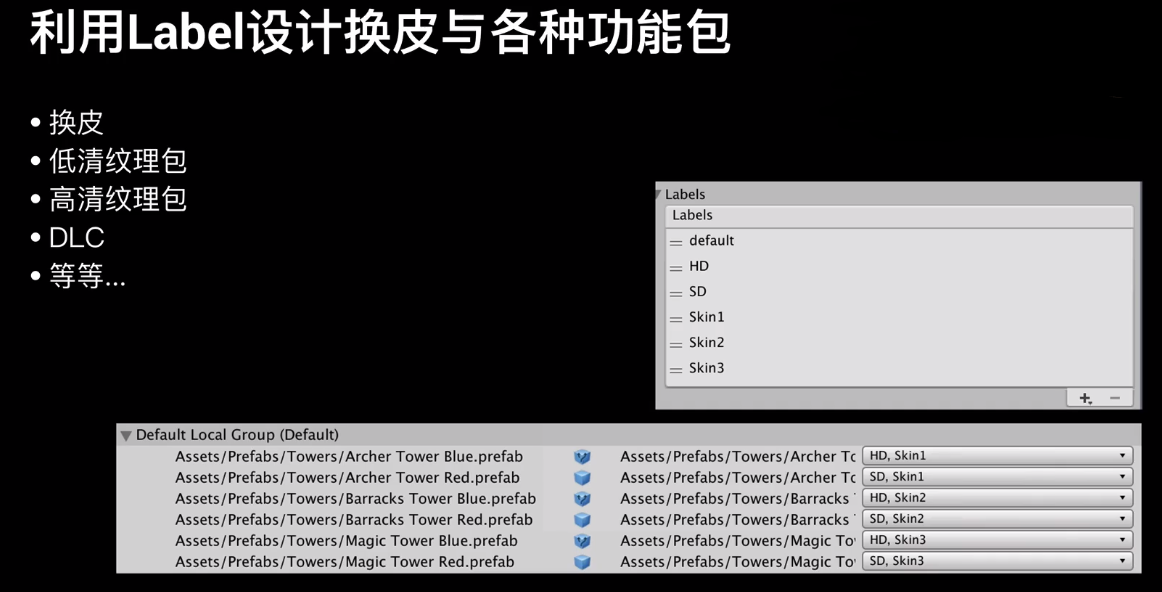 利用Label设计换皮与各种功能包
• 换皮
• 低清纹理包
• 高清纹理包
• DLC
• 等等...
Labels
Labels
default
HD
SD
Skin1
Skin2
Skin3
Default Local Group (Default)
Assets/Prefabs/Towers/Archer Tower Blue.prefab Assets/Prefabs/Towers/Archer To HD, Skin1
Assets/Prefabs/Towers/Archer Tower Red.prefab Assets/Prefabs/Towers/Archer To SD, Skin1
Assets/Prefabs/Towers/Barracks Tower Blue.prefab Assets/Prefabs/Towers/Barracks HD, Skin2
Assets/Prefabs/Towers/Barracks Tower Red.prefab Assets/Prefabs/Towers/Barracks SD, Skin2
Assets/Prefabs/Towers/Magic Tower Blue.prefab Assets/Prefabs/Towers/Magic To HD, Skin3
Assets/Prefabs/Towers/Magic Tower Red.prefab Assets/Prefabs/Towers/Magic To SD, Skin3